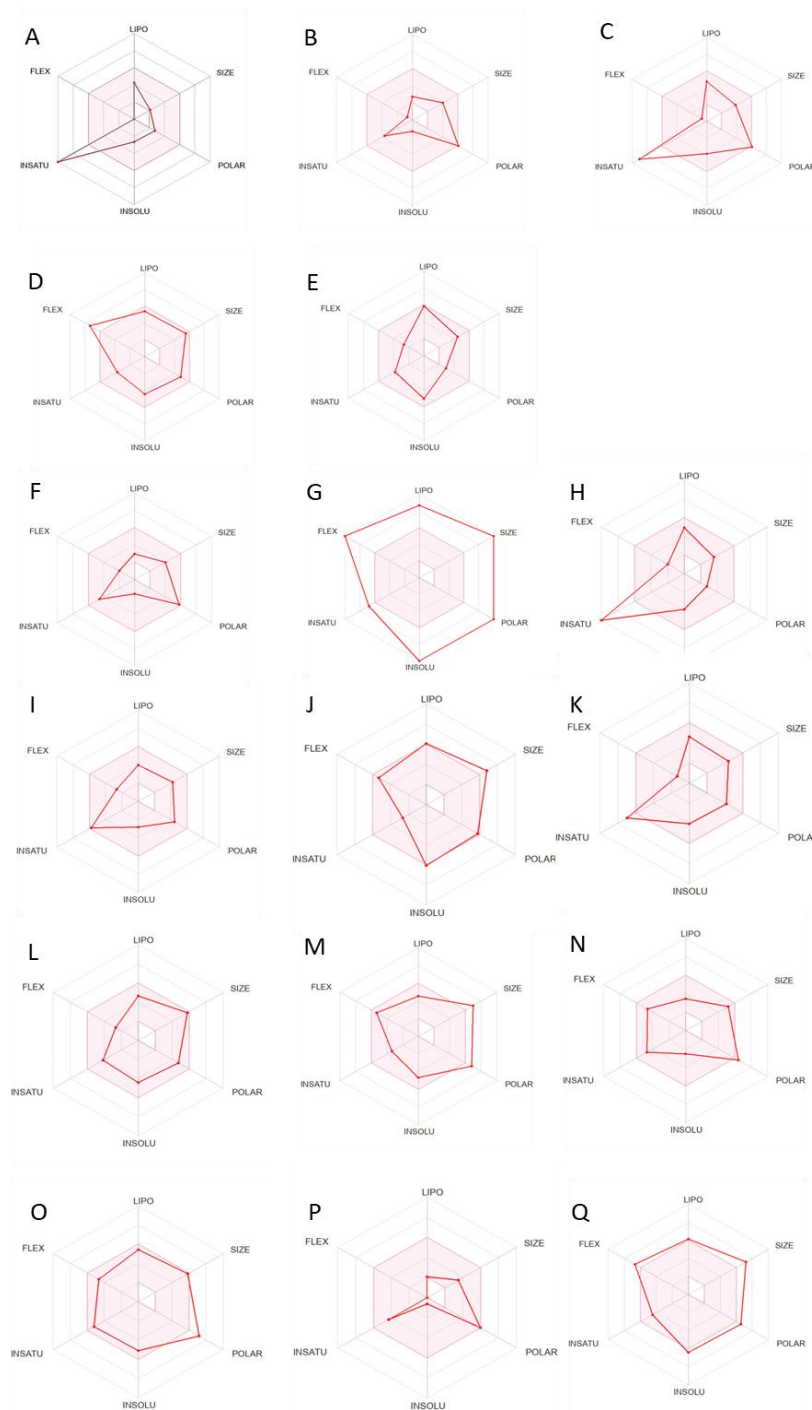 A
LIPO
FLEX
SIZE
INSATU
POLAR
INSOLU
B
LIPO
FLEX
SIZE
INSATU
POLAR
INSOLU
C
LIPO
FLEX
SIZE
INSATU
POLAR
INSOLU
D
LIPO
FLEX
SIZE
INSATU
POLAR
INSOLU
E
LIPO
FLEX
SIZE
INSATU
POLAR
INSOLU
F
LIPO
FLEX
SIZE
INSATU
POLAR
INSOLU
G
LIPO
FLEX
SIZE
INSATU
POLAR
INSOLU
H
LIPO
FLEX
SIZE
INSATU
POLAR
I
LIPO
FLEX
SIZE
INSATU
POLAR
INSOLU
J
LIPO
FLEX
SIZE
INSATU
POLAR
INSOLU
K
LIPO
FLEX
SIZE
INSATU
POLA
INSOLU
L
LIPO
FLEX
SIZE
INSATU
POLAR
INSOLU
M
LIPO
FLEX
SIZE
INSATU
POLAR
INSOLU
N
LIPO
FLEX
SIZE
INSATU
POLAR
INSOLU
O
LIPO
FLEX
SIZE
INSATU
POLAR
INSOLU
P
LIPO
FLEX
SIZE
INSATU
POLAR
INSOLU
Q
LIPO
FLEX
SIZE
INSATU
POLAR
INSOLU